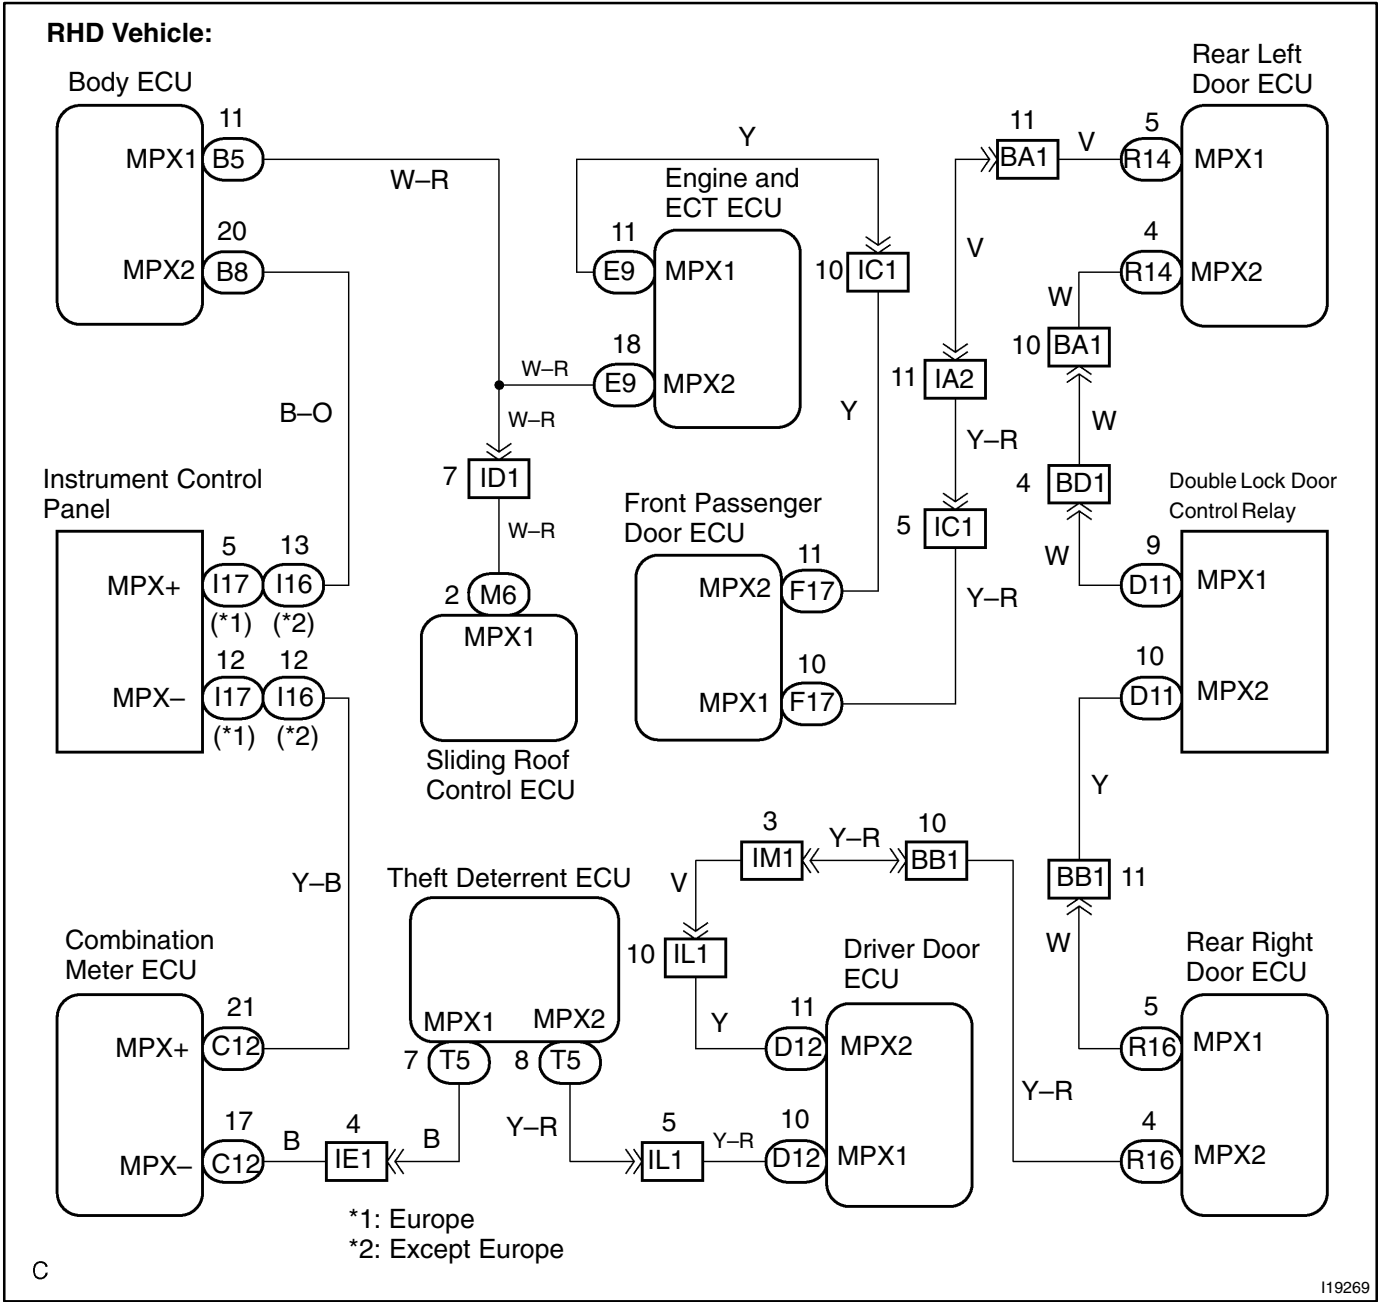 RHD Vehicle:
Body ECU
11
MPX1 B5
W–R
20
MPX2 B8
B–O
Instrument Control
Panel
5 13
MPX+ I17 I16
(*1) (*2)
12 12
MPX– I17 I16
(*1) (*2)
Y–B
Combination
Meter ECU
21
MPX+ C12
17
MPX– C12
B
4
IE1
B
Y
Engine and
ECT ECU
11
E9 MPX1
18
W–R E9 MPX2
W–R
7 ID1
W–R
2 M6
MPX1
Sliding Roof
Control ECU
10 IC1
Y
Front Passenger
Door ECU
11
MPX2 F17
10
MPX1 F17
Rear Left
Door ECU
11
BA1
V
5
R14 MPX1
4
R14 MPX2
V
W
10 BA1
11 IA2
W
Y–R
4 BD1
5 IC1
W
Y–R
Double Lock Door
Control Relay
9
D11 MPX1
10
D11 MPX2
Y
BB1 11
W
Rear Right
Door ECU
5
R16 MPX1
4
R16 MPX2
Y–R
3
IM1
Y–R
10
BB1
V
10 IL1
Y
Theft Deterrent ECU
MPX1 MPX2
7 T5 8 T5
Y–R
5
IL1
Y–R
Driver Door
ECU
11
D12 MPX2
10
D12 MPX1
*1: Europe
*2: Except Europe
C
I19269